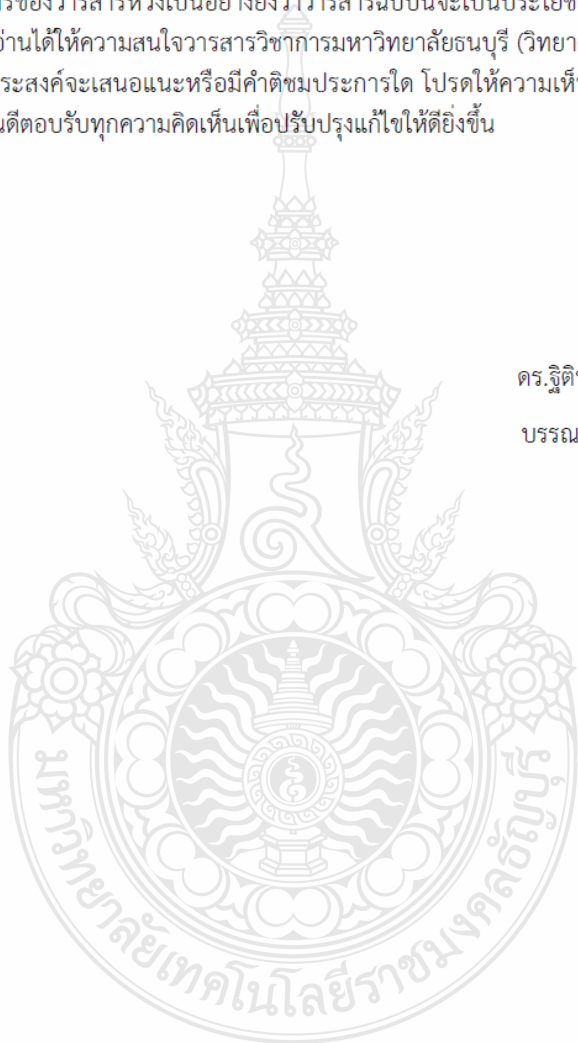 ของวารสารหวังเป็นอย่างยิ่งว่าวารสารฉบับนี้จะเป็นประโยช
อ่านได้ให้ความสนใจวารสารวิชาการมหาวิทยาลัยธนบุรี (วิทยา
ระสงค์จะเสนอแนะหรือมีคำติชมประการใด โปรดให้ความเห็
นดีตอบรับทุกความคิดเห็นเพื่อปรับปรุงแก้ไขให้ดียิ่งขึ้น
ดร.ฐิติ
บรรณ
มหาวิทยาลัยเทคโนโลยีราชมงคลธัญบุรี